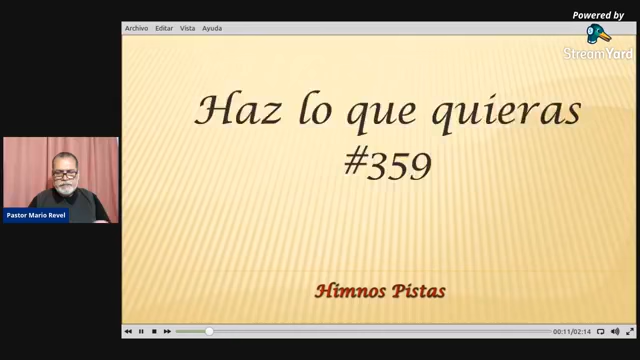 Powered by
StreamYard
Archivo Editar Vista Ayuda
Haz lo que quieras
#359
Himnos Pistas
Pastor Mario Revel
00:11/02:14